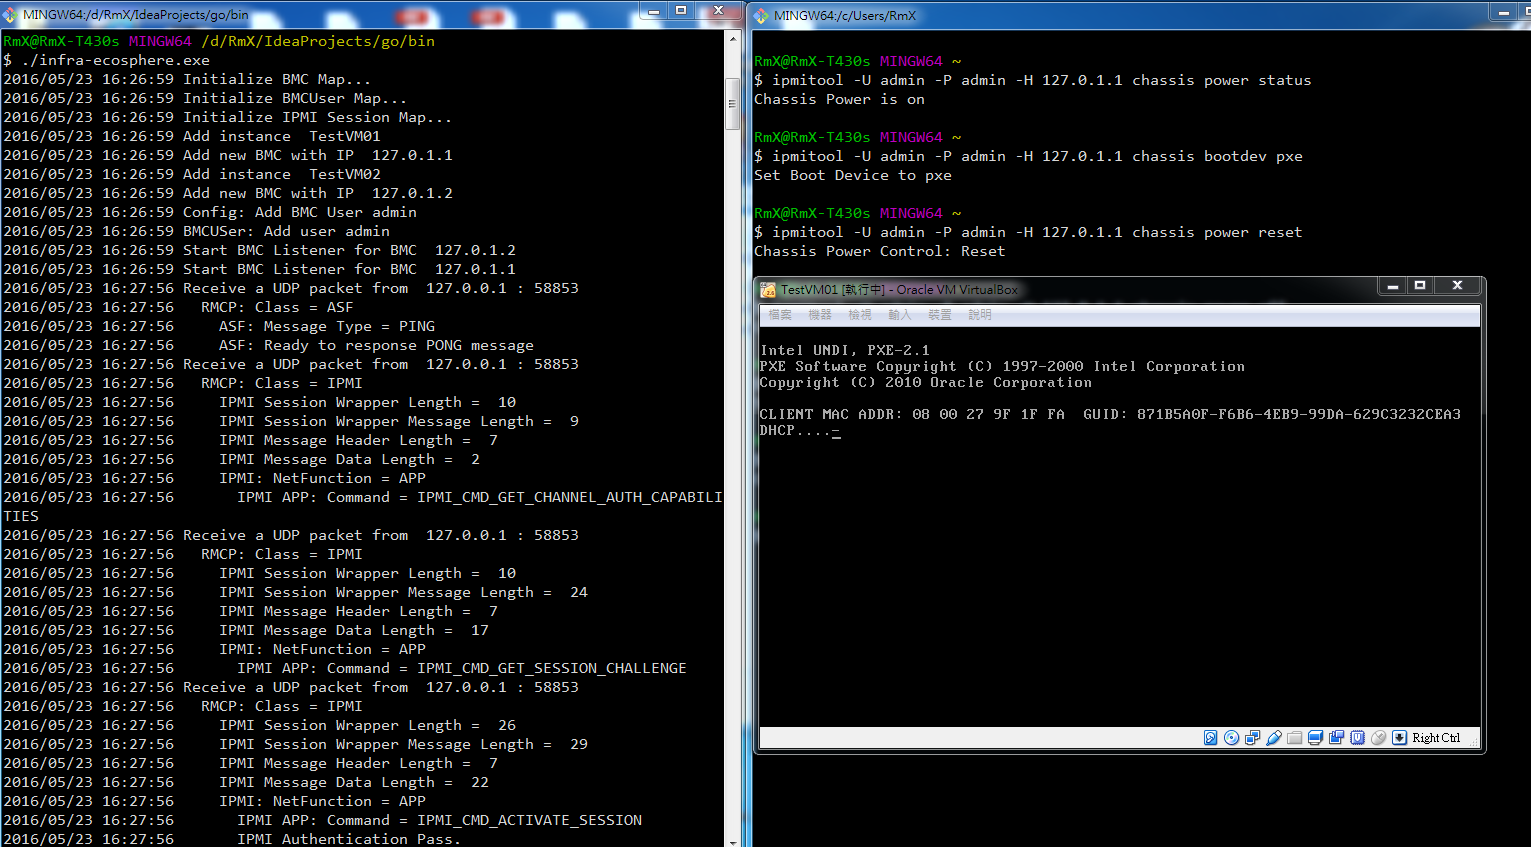 MINGW64:/d/RmX/IdeaProjects/go/bin
RmX@RmX-T430s MINGW64 /d/RmX/IdeaProjects/go/bin
$ ./infra-ecosphere.exe
2016/05/23 16:26:59 Initialize BMC Map...
2016/05/23 16:26:59 Initialize BMCUser Map...
2016/05/23 16:26:59 Initialize IPMI Session Map...
2016/05/23 16:26:59 Add instance  TestVM01
2016/05/23 16:26:59 Add new BMC with IP  127.0.1.1
2016/05/23 16:26:59 Add instance  TestVM02
2016/05/23 16:26:59 Add new BMC with IP  127.0.1.2
2016/05/23 16:26:59 Config: Add BMC User admin
2016/05/23 16:26:59 BMCUSer: Add user admin
2016/05/23 16:26:59 Start BMC Listener for BMC  127.0.1.2
2016/05/23 16:26:59 Start BMC Listener for BMC  127.0.1.1
2016/05/23 16:27:56 Receive a UDP packet from  127.0.0.1 : 58853
2016/05/23 16:27:56   RMCP: Class = ASF
2016/05/23 16:27:56     ASF: Message Type = PING
2016/05/23 16:27:56     ASF: Ready to response PONG message
2016/05/23 16:27:56 Receive a UDP packet from  127.0.0.1 : 58853
2016/05/23 16:27:56   RMCP: Class = IPMI
2016/05/23 16:27:56     IPMI Session Wrapper Length =  10
2016/05/23 16:27:56     IPMI Session Wrapper Message Length =  9
2016/05/23 16:27:56     IPMI Message Header Length =  7
2016/05/23 16:27:56     IPMI Message Data Length =  2
2016/05/23 16:27:56     IPMI: NetFunction = APP
2016/05/23 16:27:56       IPMI APP: Command = IPMI_CMD_GET_CHANNEL_AUTH_CAPABILI
TIES
2016/05/23 16:27:56 Receive a UDP packet from  127.0.0.1 : 58853
2016/05/23 16:27:56   RMCP: Class = IPMI
2016/05/23 16:27:56     IPMI Session Wrapper Length =  10
2016/05/23 16:27:56     IPMI Session Wrapper Message Length =  24
2016/05/23 16:27:56     IPMI Message Header Length =  7
2016/05/23 16:27:56     IPMI Message Data Length =  17
2016/05/23 16:27:56     IPMI: NetFunction = APP
2016/05/23 16:27:56       IPMI APP: Command = IPMI_CMD_GET_SESSION_CHALLENGE
2016/05/23 16:27:56 Receive a UDP packet from  127.0.0.1 : 58853
2016/05/23 16:27:56   RMCP: Class = IPMI
2016/05/23 16:27:56     IPMI Session Wrapper Length =  26
2016/05/23 16:27:56     IPMI Session Wrapper Message Length =  29
2016/05/23 16:27:56     IPMI Message Header Length =  7
2016/05/23 16:27:56     IPMI Message Data Length =  22
2016/05/23 16:27:56     IPMI: NetFunction = APP
2016/05/23 16:27:56       IPMI APP: Command = IPMI_CMD_ACTIVATE_SESSION
2016/05/23 16:27:56       IPMI Authentication Pass.
MINGW64:/c/Users/RmX
RmX@RmX-T430s MINGW64 ~
$ ipmitool -U admin -P admin -H 127.0.1.1 chassis power status
Chassis Power is on
RmX@RmX-T430s MINGW64 ~
$ ipmitool -U admin -P admin -H 127.0.1.1 chassis bootdev pxe
Set Boot Device to pxe
RmX@RmX-T430s MINGW64 ~
$ ipmitool -U admin -P admin -H 127.0.1.1 chassis power reset
Chassis Power Control: Reset
TestVM01 [執行中] - Oracle VM VirtualBox
檔案 機器 檢視 輸入 裝置 說明
Intel UNDI, PXE-2.1
PXE Software Copyright (C) 1997-2000 Intel Corporation
Copyright (C) 2010 Oracle Corporation
CLIENT MAC ADDR: 08 00 27 9F 1F FA  GUID: 871B5A0F-F6B6-4EB9-99DA-629C3232CEA3
DHCP....
Right Ctrl